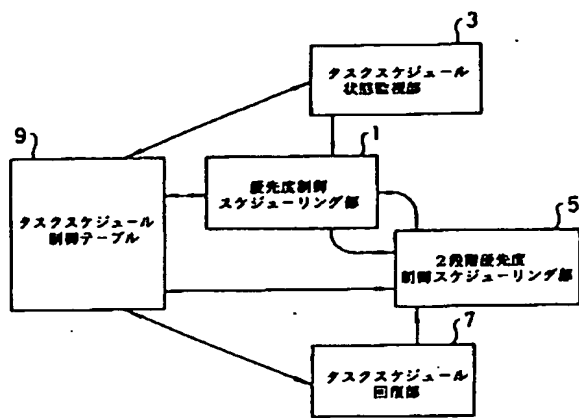 3
タスクスケジュール
状態監視部
9
タスクスケジュール
制御テーブル
1
優先度制御
スケジューリング部
5
2段階優先度
制御スケジューリング部
7
タスクスケジュール
回復部